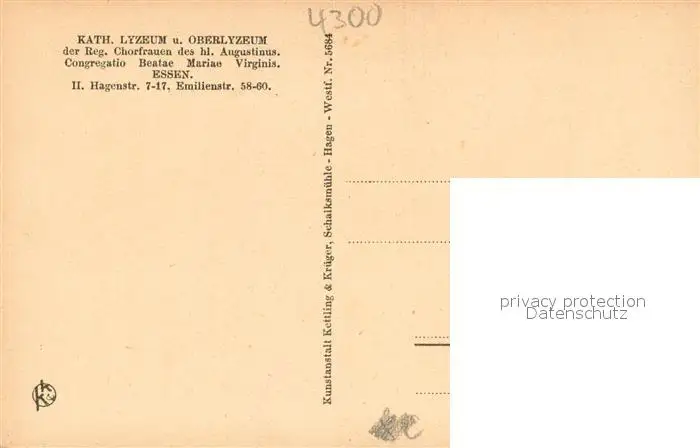 4300
KATH. LYZEUM u. OBERLYZEUM
der Reg. Chorfrauen des hl. Augustinus.
Congregatio Beatae Mariae Virginis.
ESSEN.
II. Hagenstr. 7-17, Emilienstr. 58-60.
Kunstanstalt Kettling & Krüger, Schalksmühle - Hagen - Westf. Nr. 5684
privacy protection
Datenschutz